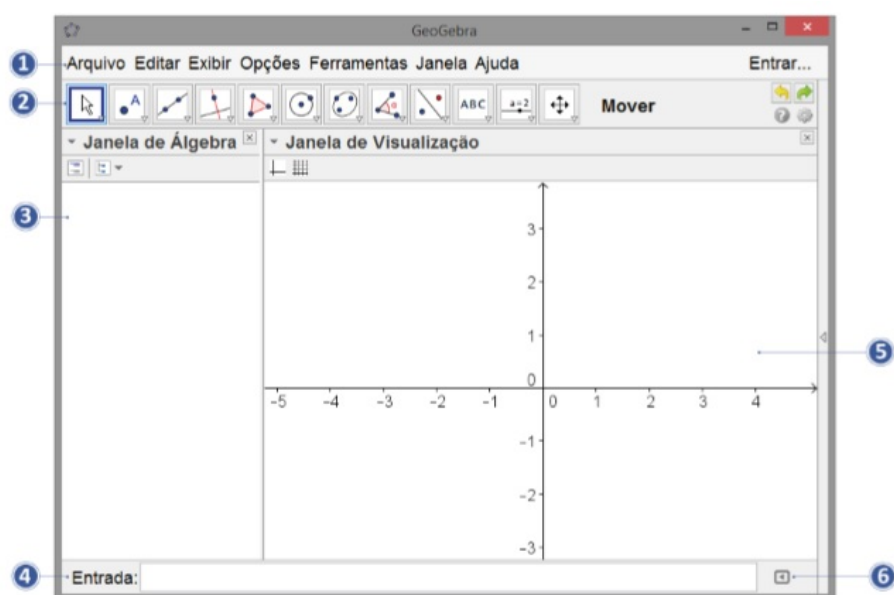 GeoGebra
1 Arquivo Editar Exibir Opções Ferramentas Janela Ajuda Entrar...
2 A ABC a=2 Mover
Janela de Álgebra Janela de Visualização
3
3
2
1
5
0
-5 -4 -3 -2 -1 0 1 2 3 4
-1
-2
-3
4 Entrada: 6